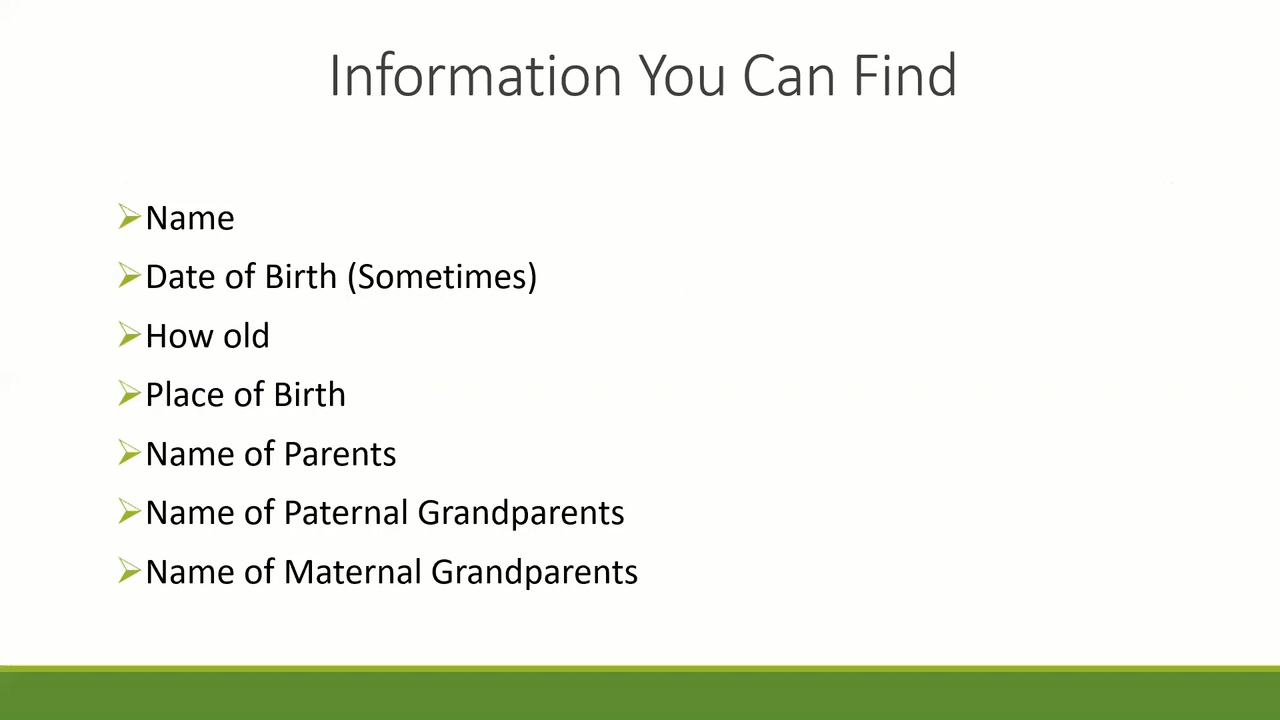 Information You Can Find
Name
Date of Birth (Sometimes)
How old
Place of Birth
Name of Parents
Name of Paternal Grandparents
Name of Maternal Grandparents